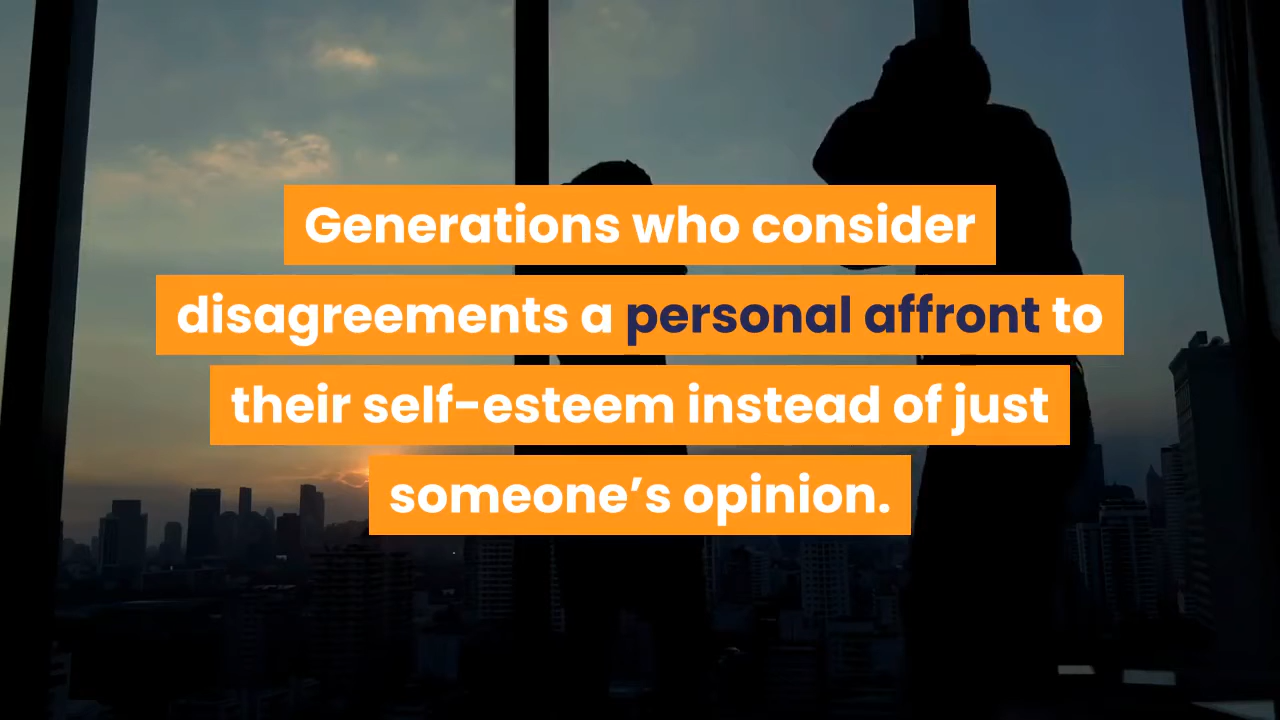 Generations who consider
disagreements a personal affront to
their self-esteem instead of just
someone’s opinion.